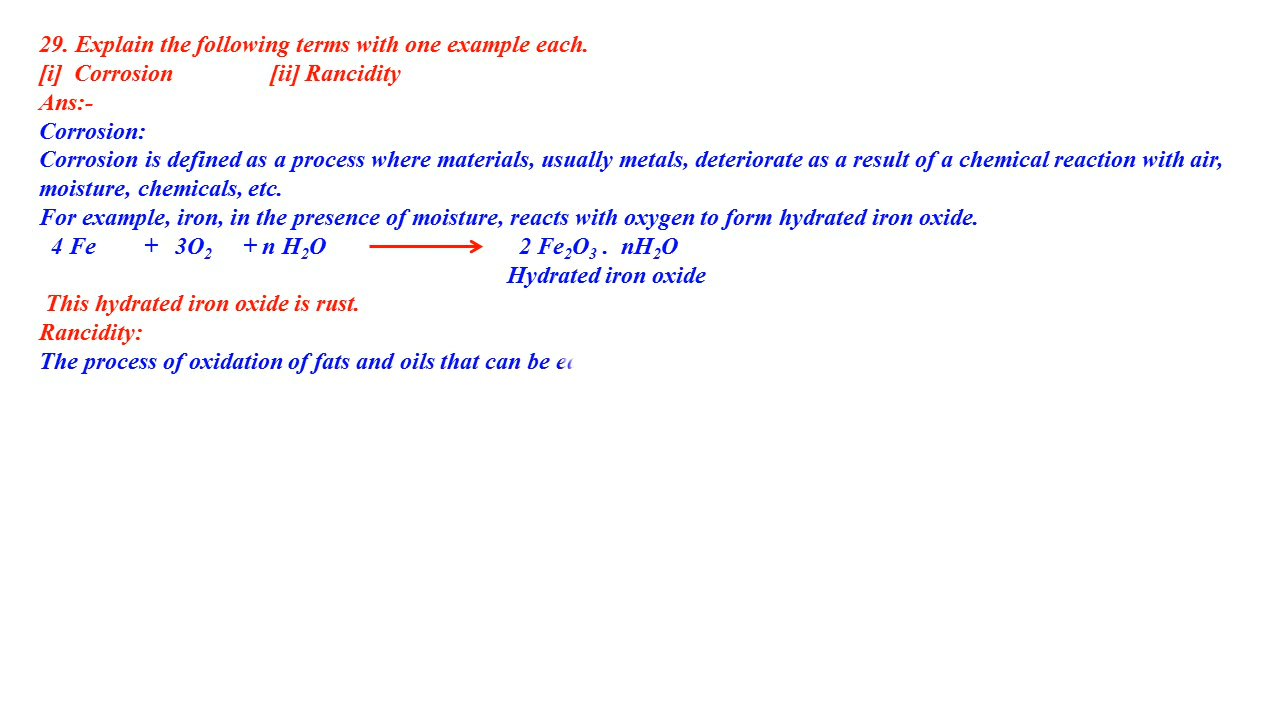 29. Explain the following terms with one example each.
[i] Corrosion [ii] Rancidity
Ans:-
Corrosion:
Corrosion is defined as a process where materials, usually metals, deteriorate as a result of a chemical reaction with air,
moisture, chemicals, etc.
For example, iron, in the presence of moisture, reacts with oxygen to form hydrated iron oxide.
4 Fe + 3O₂ + n H₂O ⟶ 2 Fe₂O₃ . nH₂O
Hydrated iron oxide
This hydrated iron oxide is rust.
Rancidity:
The process of oxidation of fats and oils that can be